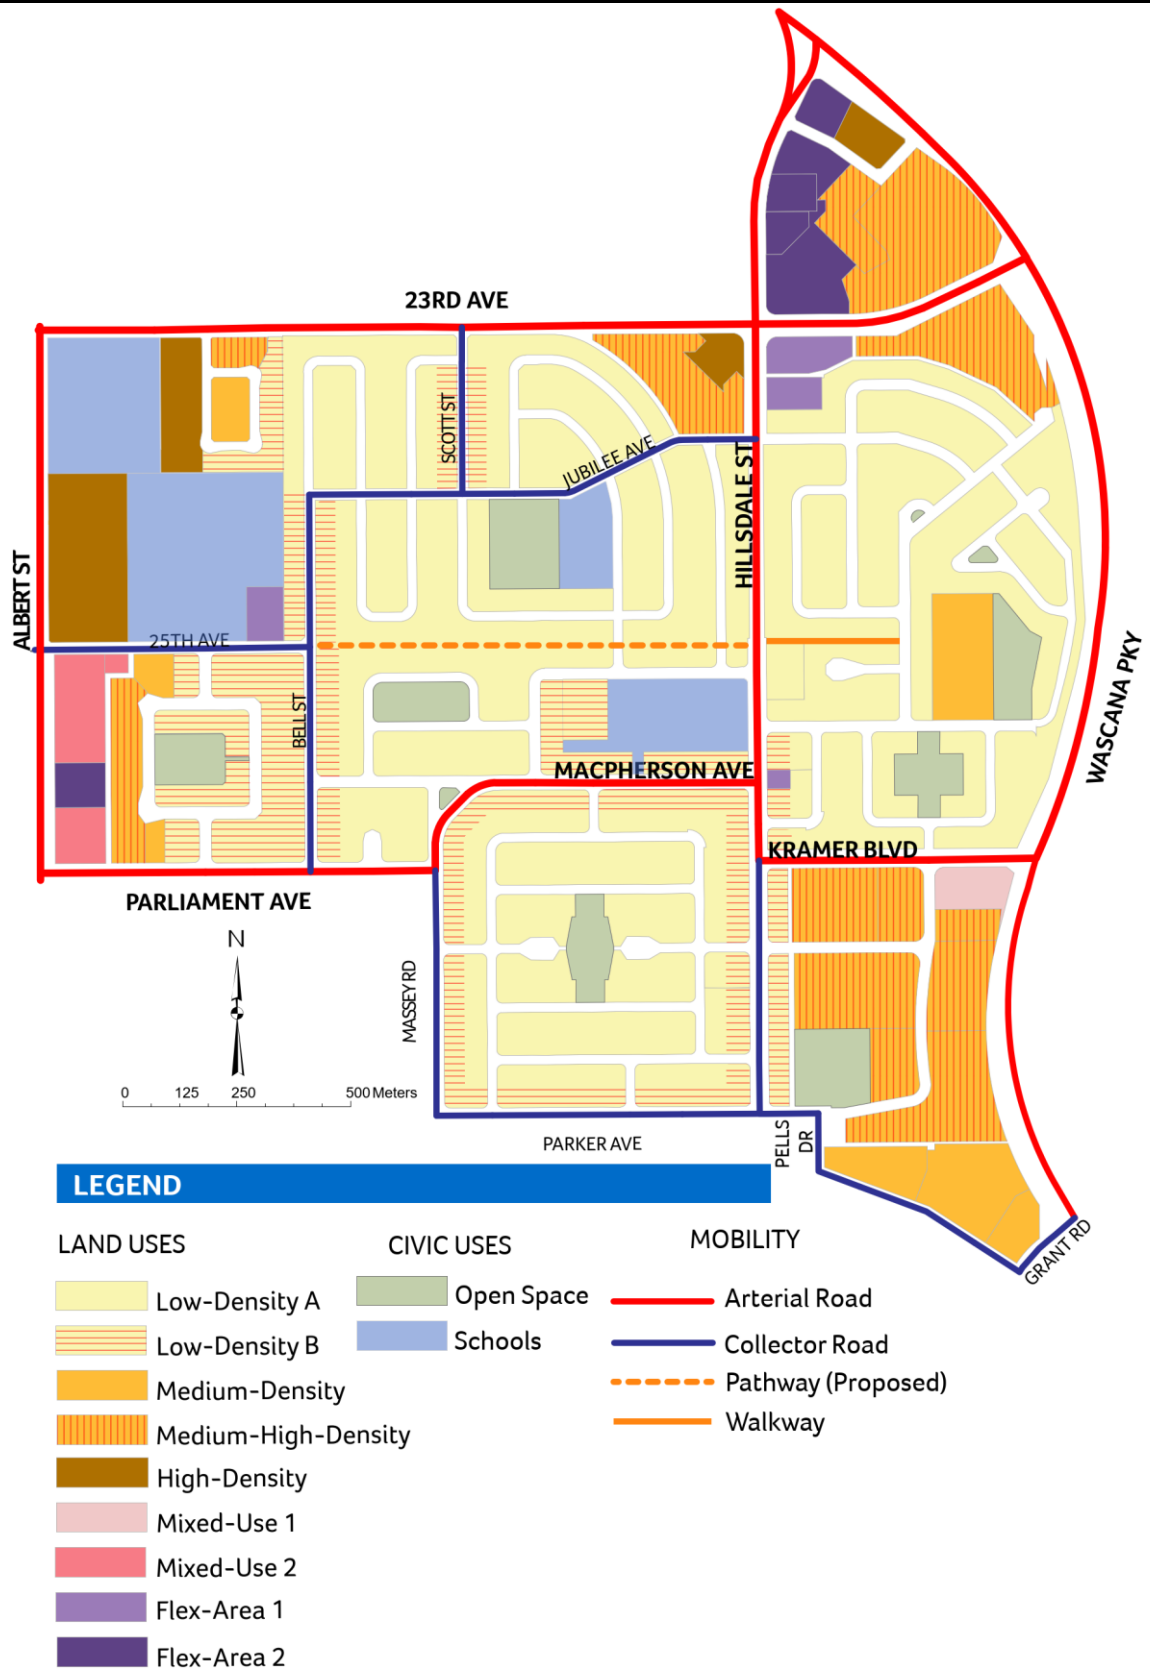 23RD AVE
SCOTT ST
JUBILEE AVE
HILLSDALE ST
ALBERT ST
25TH AVE
BELL ST
WASCANA PKY
MACPHERSON AVE
KRAMER BLVD
PARLIAMENT AVE
N
MASSEY RD
0 125 250 500 Meters
PARKER AVE
PELLS
DR
GRANT RD
LEGEND
LAND USES
Low-Density A
Low-Density B
Medium-Density
Medium-High-Density
High-Density
Mixed-Use 1
Mixed-Use 2
Flex-Area 1
Flex-Area 2
CIVIC USES
Open Space
Schools
MOBILITY
Arterial Road
Collector Road
Pathway (Proposed)
Walkway